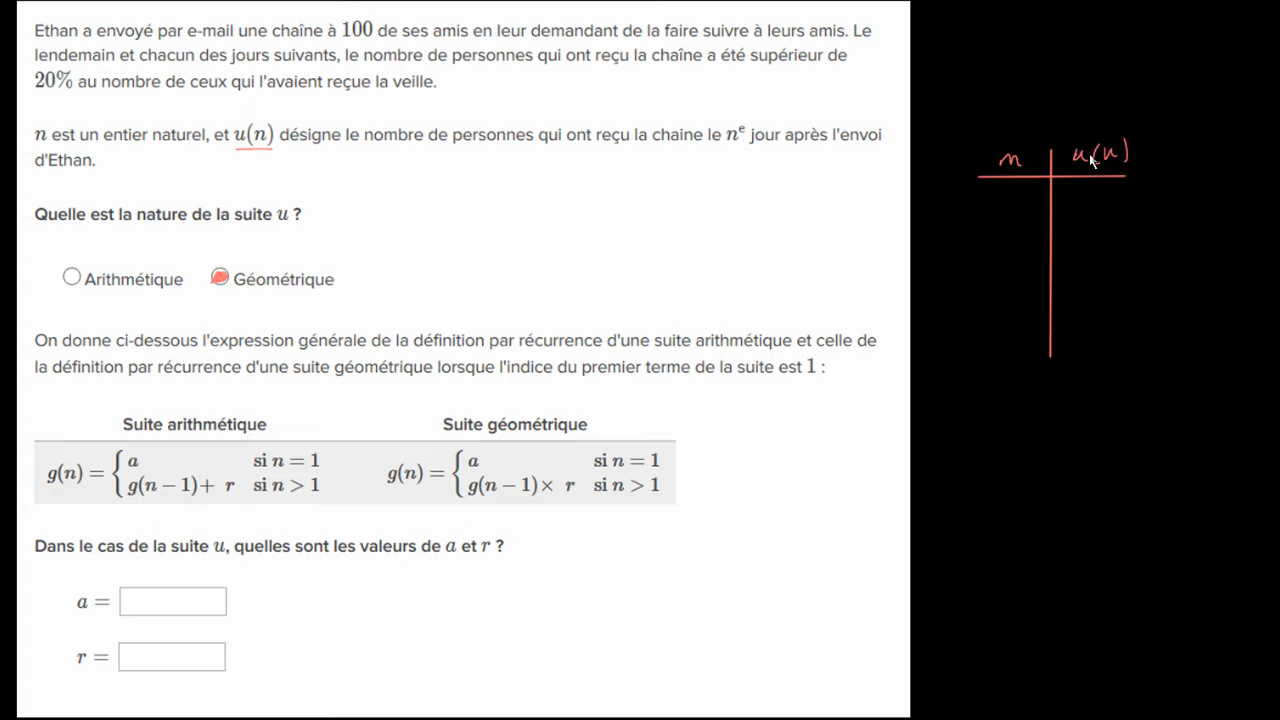 Ethan a envoyé par e-mail une chaîne à 100 de ses amis en leur demandant de la faire suivre à leurs amis. Le
lendemain et chacun des jours suivants, le nombre de personnes qui ont reçu la chaîne a été supérieur de
20% au nombre de ceux qui l'avaient reçue la veille.
n est un entier naturel, et u(n) désigne le nombre de personnes qui ont reçu la chaine le nᵉ jour après l'envoi
d'Ethan.
Quelle est la nature de la suite u ?
Arithmétique Géométrique
On donne ci-dessous l'expression générale de la définition par récurrence d'une suite arithmétique et celle de
la définition par récurrence d'une suite géométrique lorsque l'indice du premier terme de la suite est 1 :
Suite arithmétique Suite géométrique
g(n) = { a si n = 1
g(n − 1)+ r si n > 1
g(n) = { a si n = 1
g(n − 1)× r si n > 1
Dans le cas de la suite u, quelles sont les valeurs de a et r ?
a =
r =
n u(n)